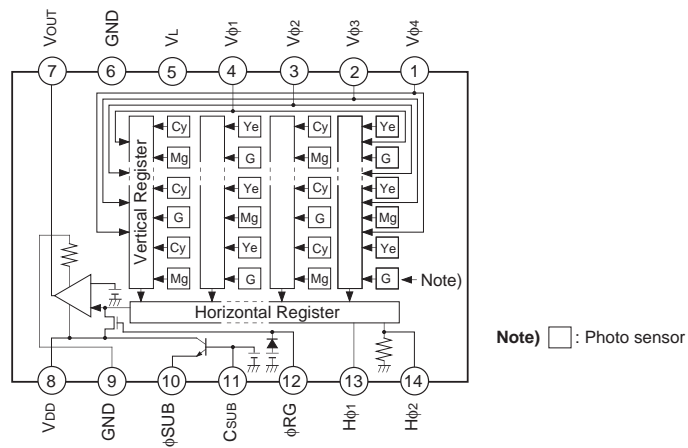 VOUT GND VL Vϕ1 Vϕ2 Vϕ3 Vϕ4
7 6 5 4 3 2 1
Cy Ye Cy Ye
Mg G Mg G
Cy Ye Cy Ye
G Mg G Mg
Cy Ye Cy Ye
Mg G Mg G
Vertical Register
Note)
Horizontal Register
Note) : Photo sensor
8 9 10 11 12 13 14
VDD GND ϕSUB CSUB ϕRG Hϕ1 Hϕ2